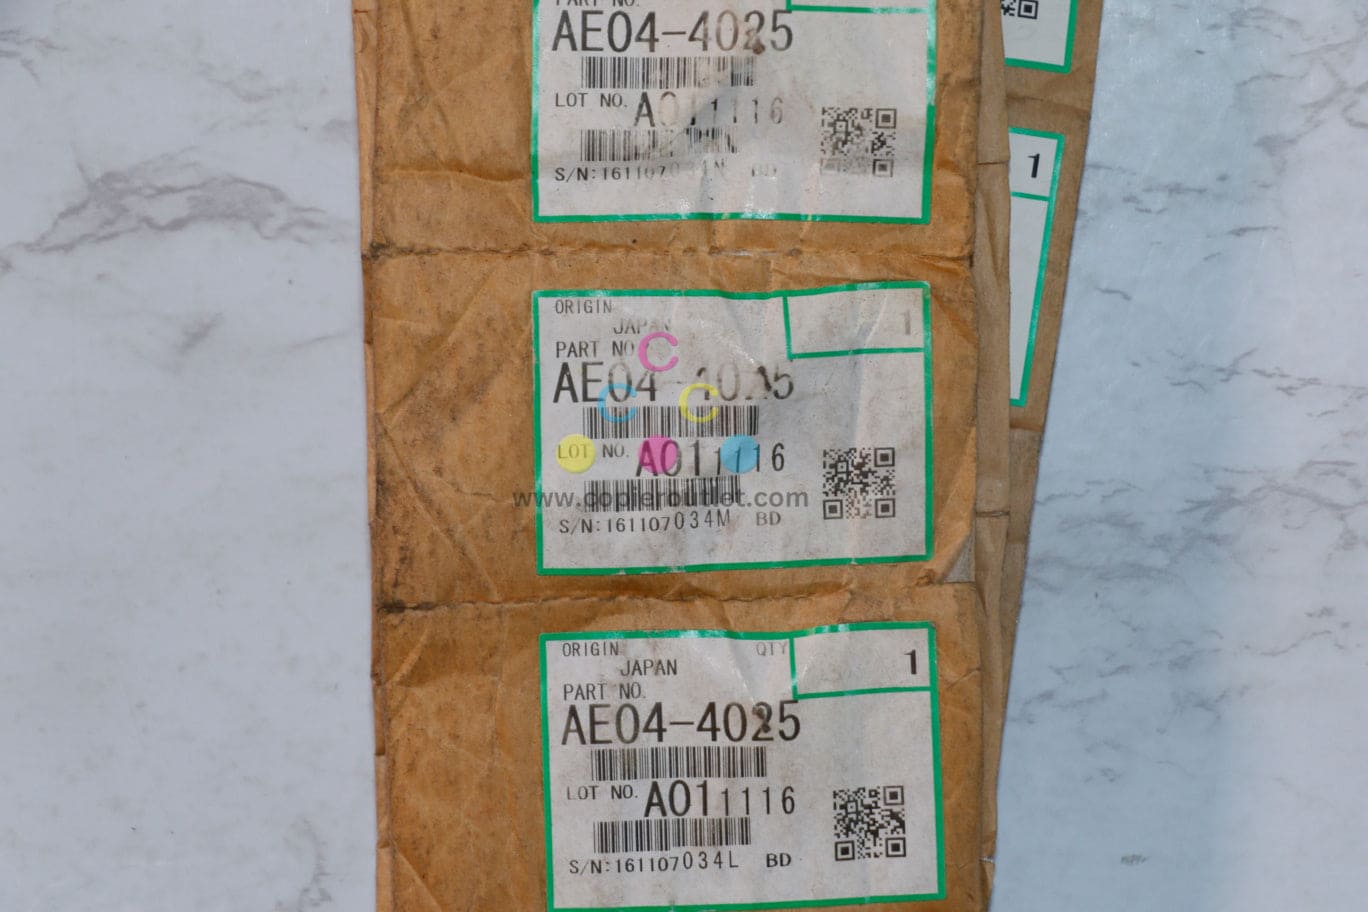 PART NO.
AE04-4025
LOT NO. A011116
S/N:161107034N BD
1
ORIGIN
JAPAN
1
PART NO
C
AE04-4025
C C
LOT NO. A011116
www.copieroutlet.com
S/N:161107034M BD
ORIGIN QTY
JAPAN
1
PART NO.
AE04-4025
LOT NO. A011116
S/N:161107034L BD